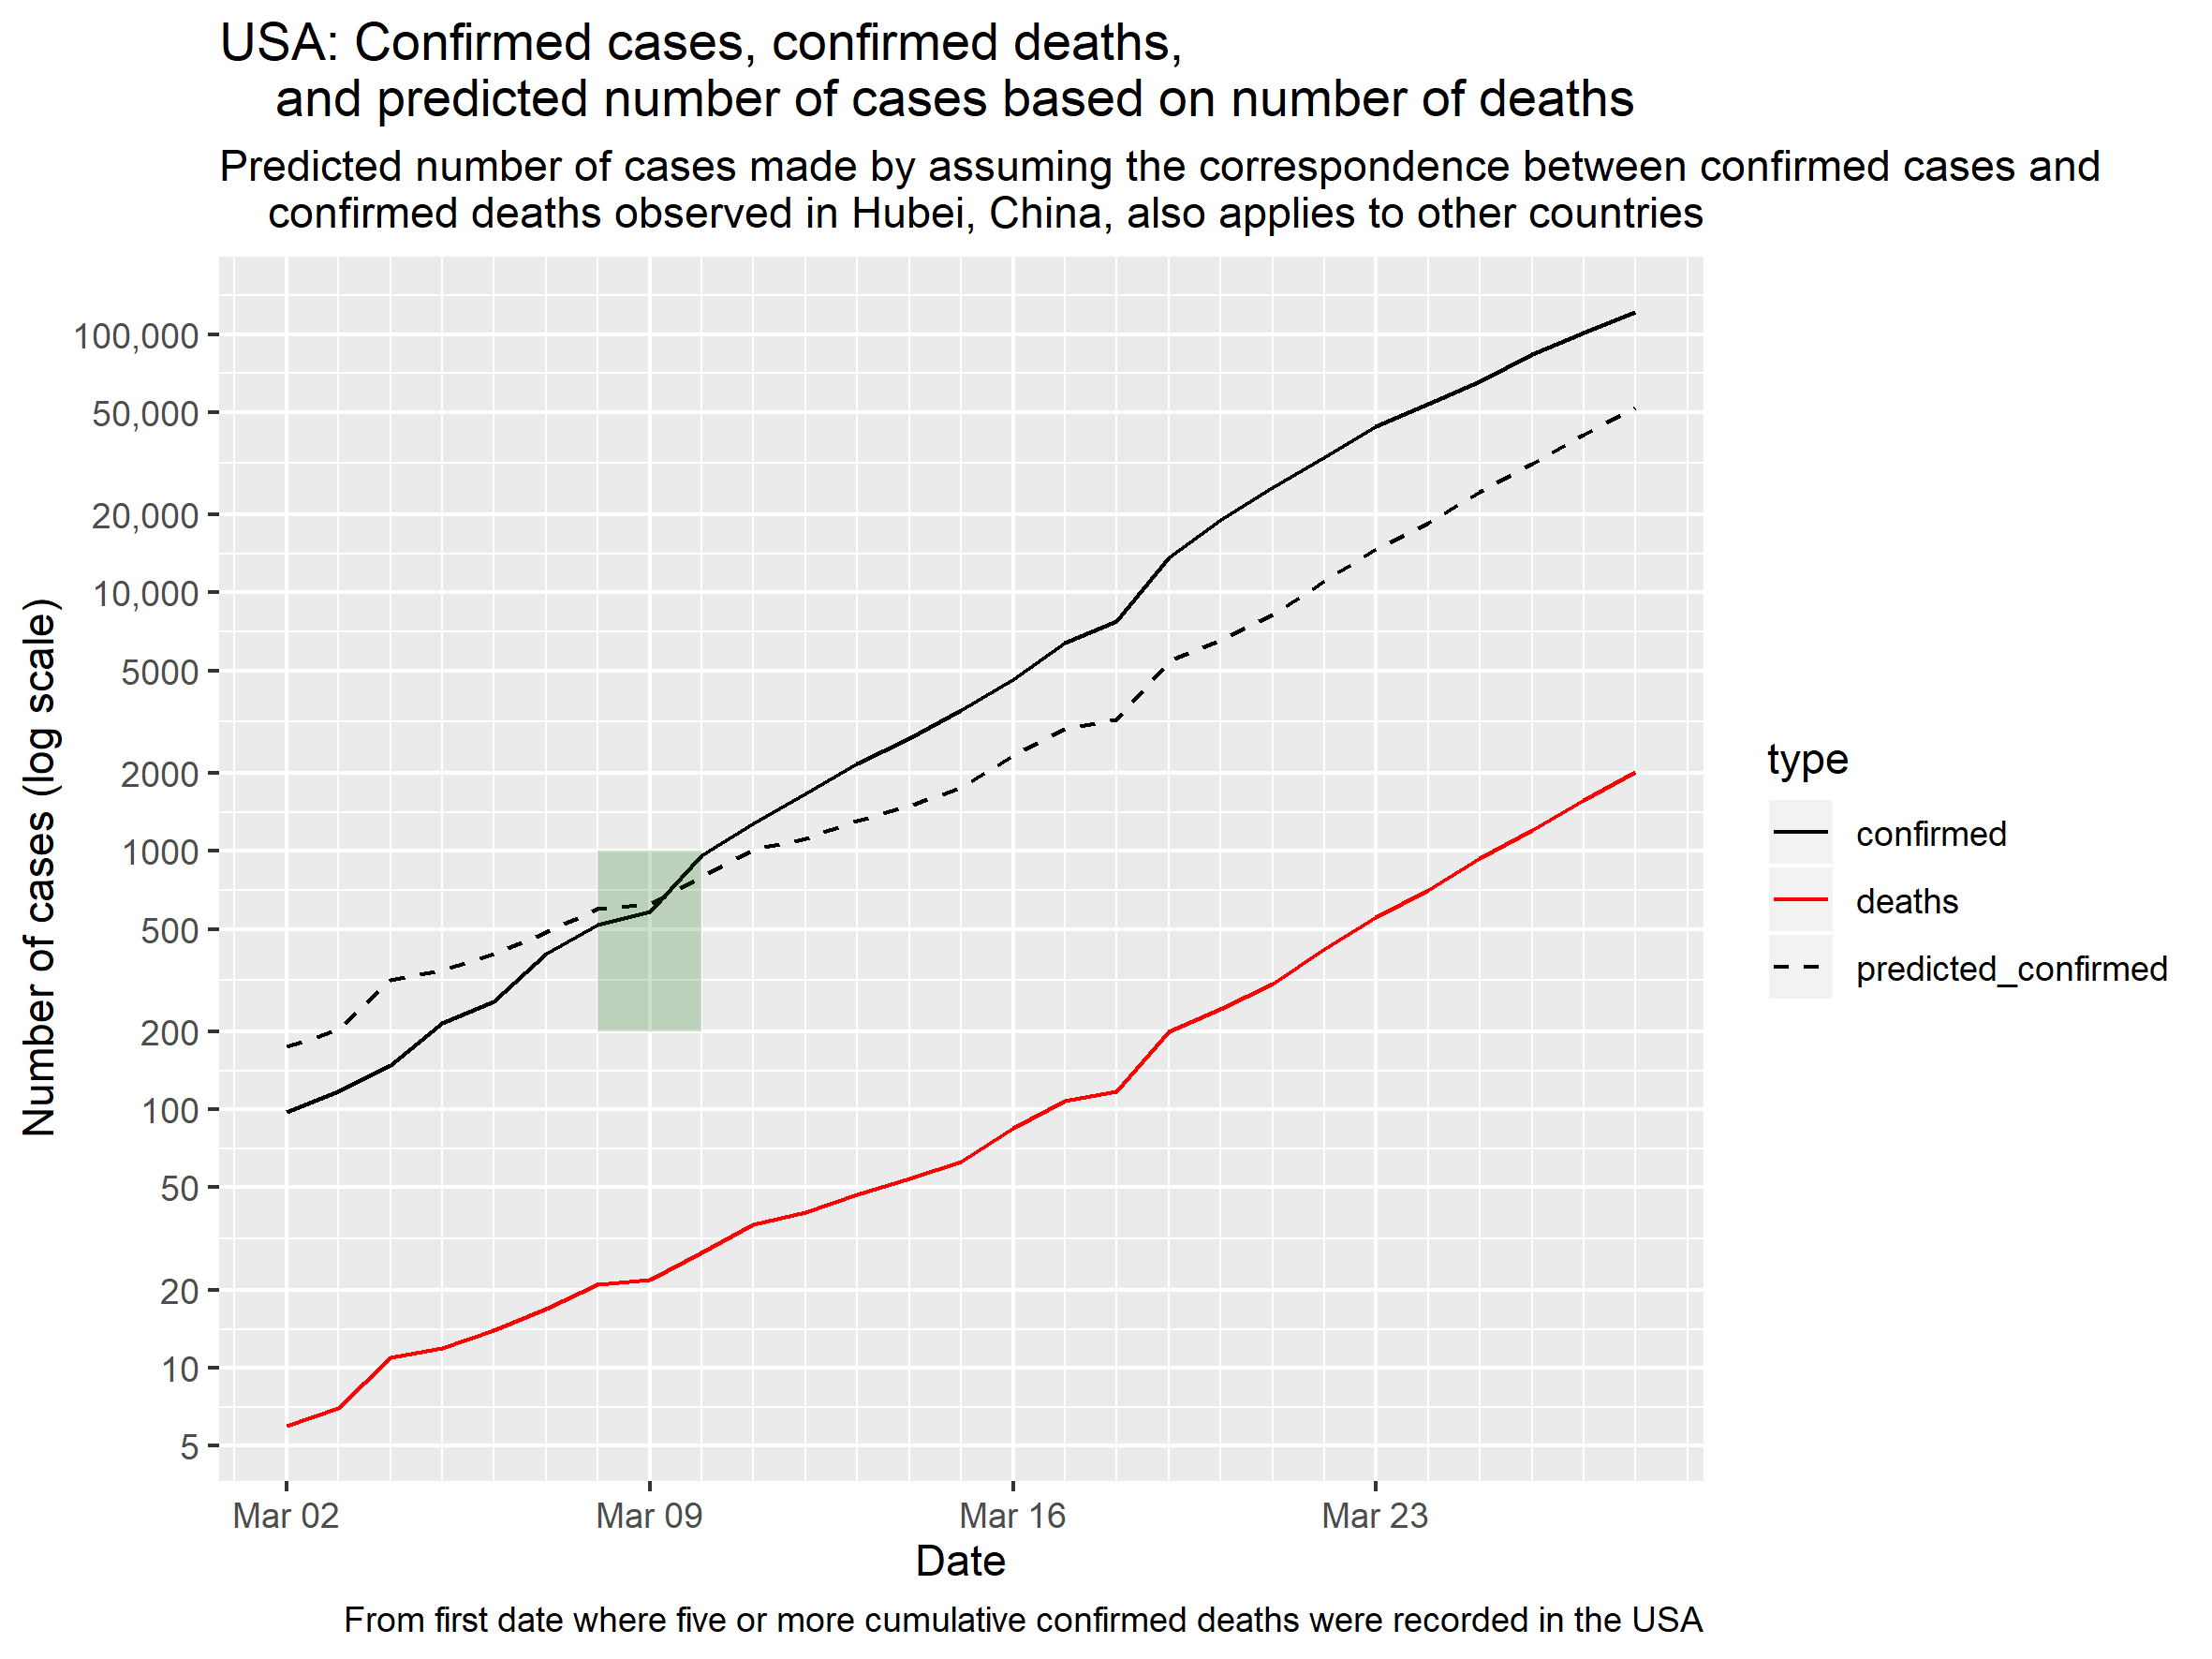 USA: Confirmed cases, confirmed deaths,
and predicted number of cases based on number of deaths
Predicted number of cases made by assuming the correspondence between confirmed cases and
confirmed deaths observed in Hubei, China, also applies to other countries
Number of cases (log scale)
100,000
50,000
20,000
10,000
5000
2000
1000
500
200
100
50
20
10
5
Mar 02
Mar 09
Mar 16
Mar 23
Date
type
confirmed
deaths
predicted_confirmed
From first date where five or more cumulative confirmed deaths were recorded in the USA